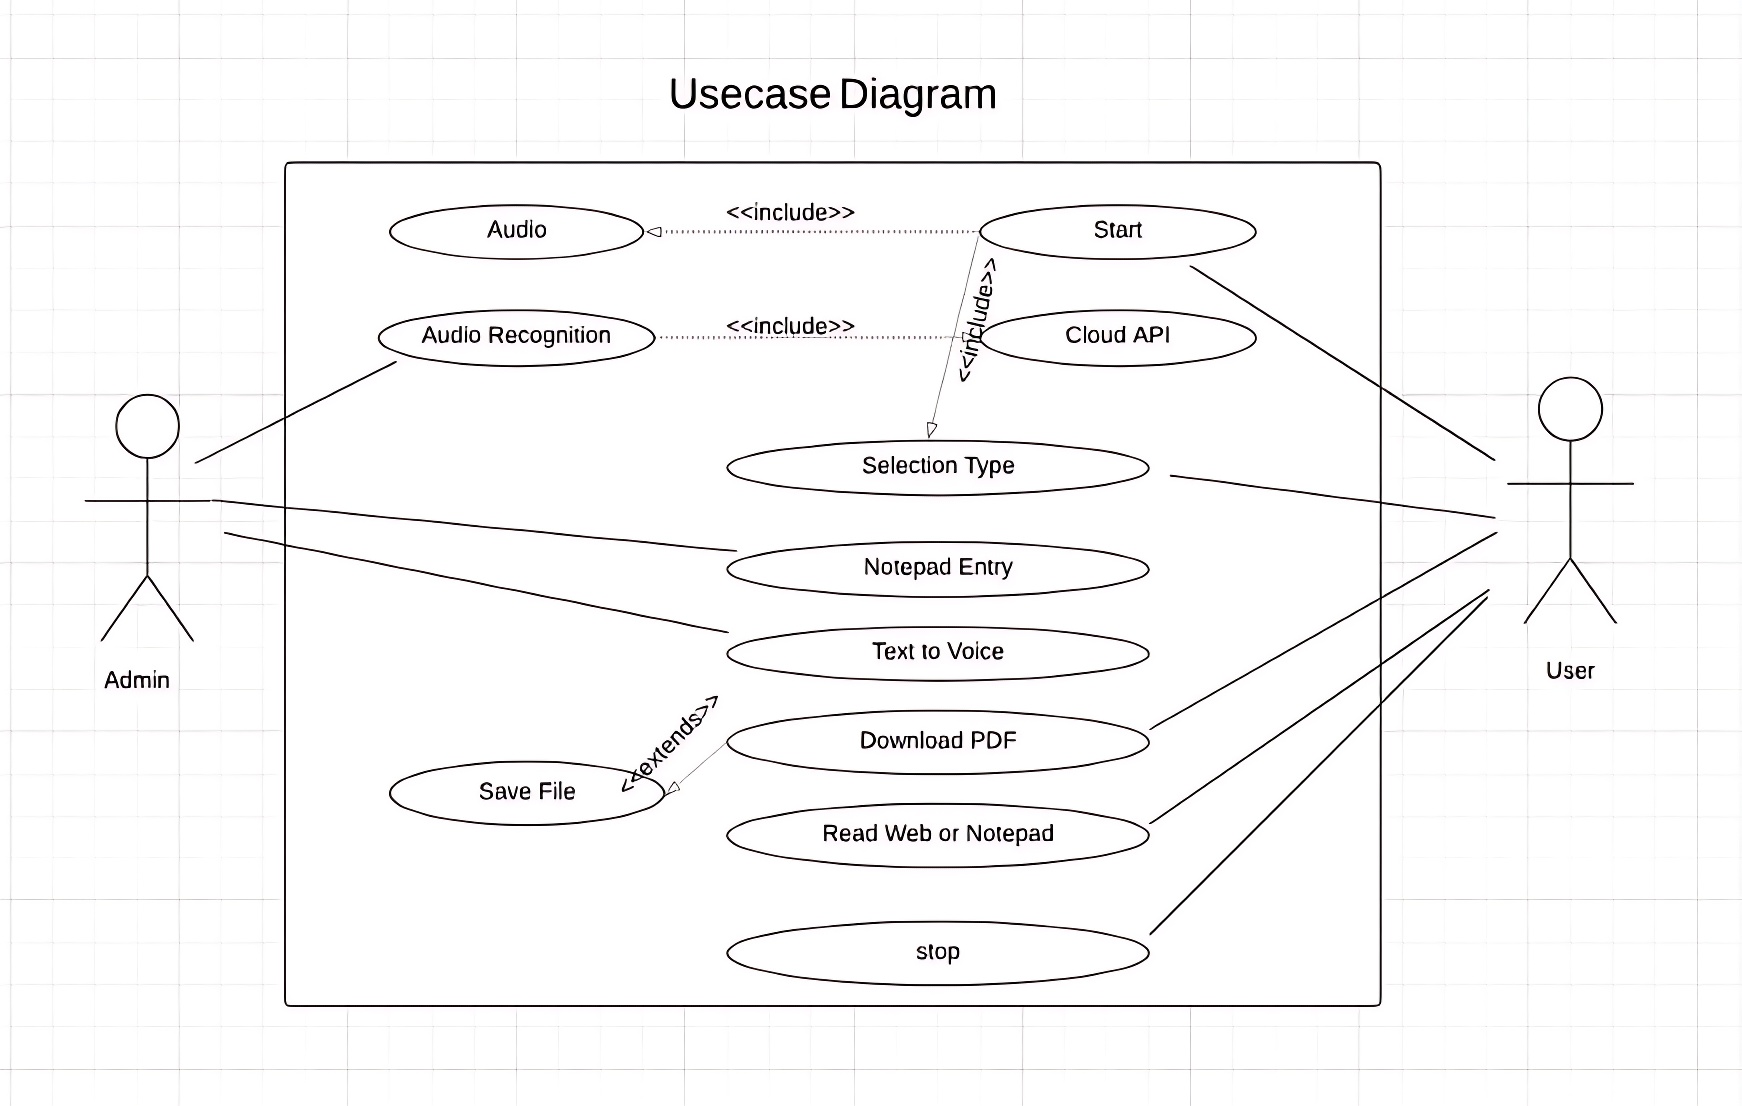 Usecase Diagram
Audio
<<include>>
Start
Audio Recognition
<<include>>
<<include>>
Cloud API
Selection Type
Notepad Entry
Text to Voice
Admin
User
<<extends>>
Download PDF
Save File
Read Web or Notepad
stop